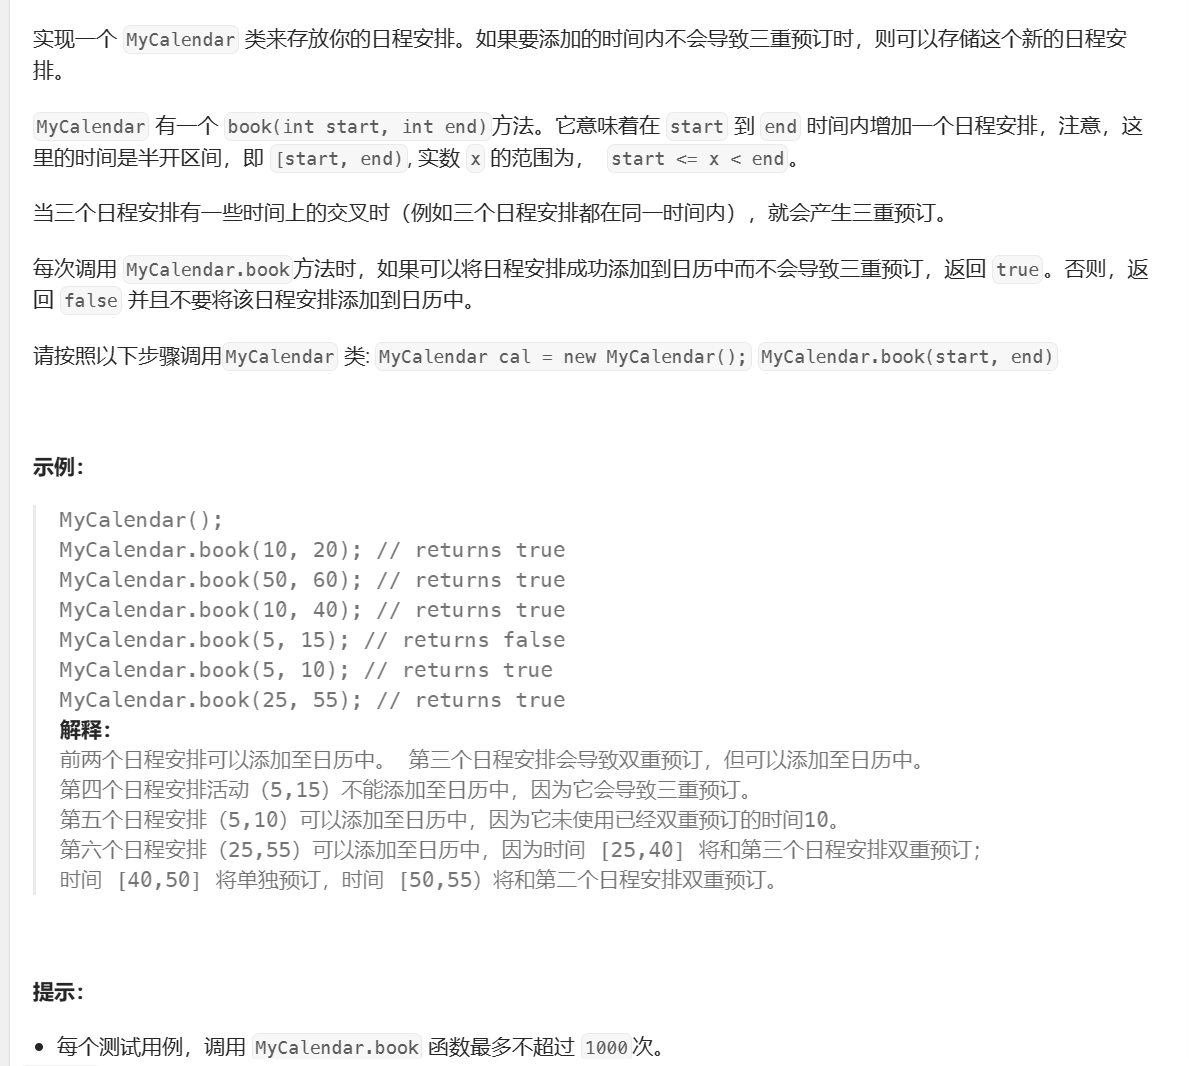 实现一个 MyCalendar 类来存放你的日程安排。如果要添加的时间内不会导致三重预订时，则可以存储这个新的日程安
排。
MyCalendar 有一个 book(int start, int end)方法。它意味着在 start 到 end 时间内增加一个日程安排，注意，这
里的时间是半开区间，即 [start, end), 实数 x 的范围为， start <= x < end。
当三个日程安排有一些时间上的交叉时（例如三个日程安排都在同一时间内），就会产生三重预订。
每次调用 MyCalendar.book方法时，如果可以将日程安排成功添加到日历中而不会导致三重预订，返回 true。否则，返
回 false 并且不要将该日程安排添加到日历中。
请按照以下步骤调用MyCalendar 类: MyCalendar cal = new MyCalendar(); MyCalendar.book(start, end)
示例：
MyCalendar();
MyCalendar.book(10, 20); // returns true
MyCalendar.book(50, 60); // returns true
MyCalendar.book(10, 40); // returns true
MyCalendar.book(5, 15); // returns false
MyCalendar.book(5, 10); // returns true
MyCalendar.book(25, 55); // returns true
解释：
前两个日程安排可以添加至日历中。 第三个日程安排会导致双重预订，但可以添加至日历中。
第四个日程安排活动（5,15）不能添加至日历中，因为它会导致三重预订。
第五个日程安排（5,10）可以添加至日历中，因为它未使用已经双重预订的时间10。
第六个日程安排（25,55）可以添加至日历中，因为时间 [25,40] 将和第三个日程安排双重预订；
时间 [40,50] 将单独预订，时间 [50,55）将和第二个日程安排双重预订。
提示：
• 每个测试用例，调用 MyCalendar.book 函数最多不超过 1000次。